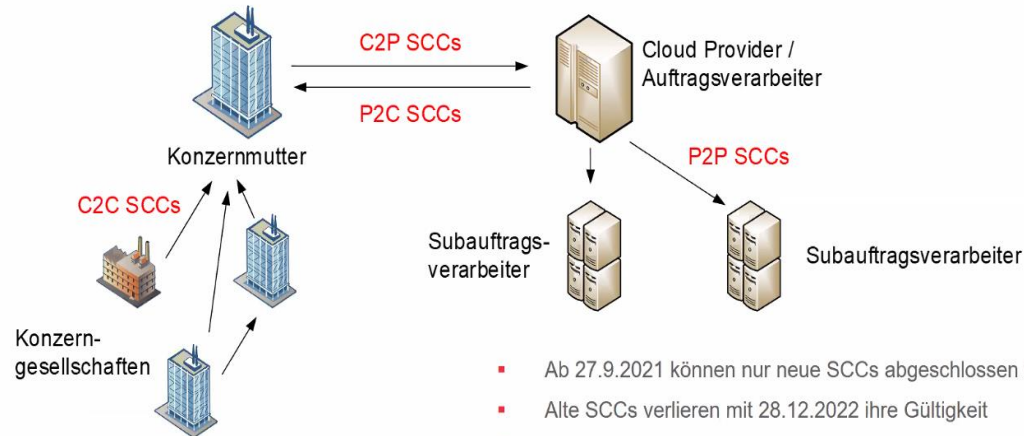 C2P SCCs
P2C SCCs
Cloud Provider /
Auftragsverarbeiter
Konzernmutter
P2P SCCs
C2C SCCs
Subauftrags-
verarbeiter
Subauftragsverarbeiter
Konzern-
gesellschaften
Ab 27.9.2021 können nur neue SCCs abgeschlossen
Alte SCCs verlieren mit 28.12.2022 ihre Gültigkeit